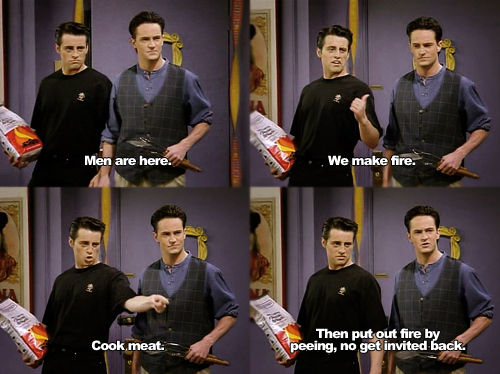 Men are here.
We make fire.
Cook meat.
Then put out fire by
peeing, no get invited back.